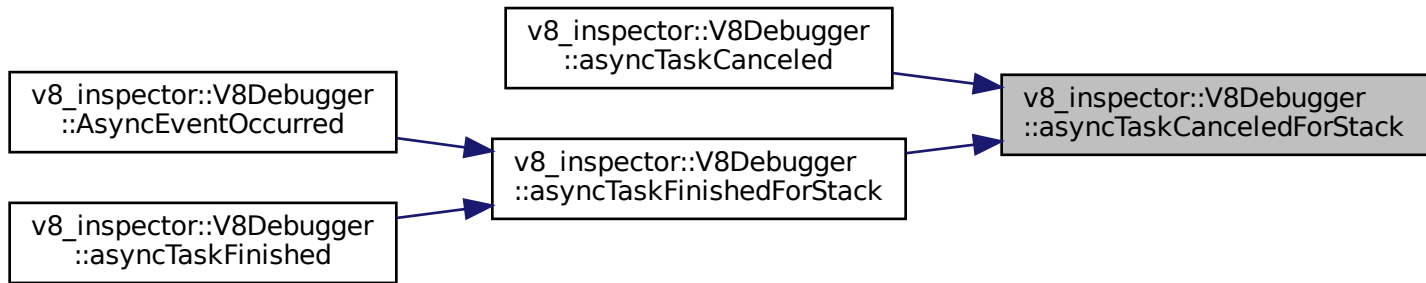 v8_inspector::V8Debugger
::asyncTaskCanceled
v8_inspector::V8Debugger
::AsyncEventOccurred
v8_inspector::V8Debugger
::asyncTaskCanceledForStack
v8_inspector::V8Debugger
::asyncTaskFinishedForStack
v8_inspector::V8Debugger
::asyncTaskFinished